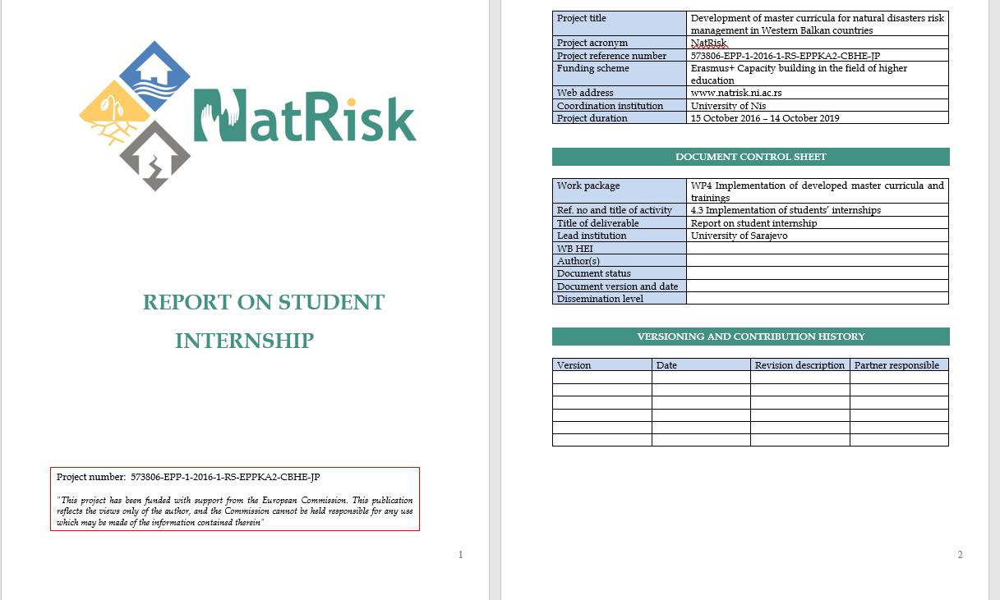 NatRisk
REPORT ON STUDENT
INTERNSHIP
Project number: 573806-EPP-1-2016-1-RS-EPPKA2-CBHE-JP
"This project has been funded with support from the European Commission. This publication
reflects the views only of the author, and the Commission cannot be held responsible for any use
which may be made of the information contained therein"
1
Project title
Development of master curricula for natural disasters risk
management in Western Balkan countries
Project acronym
NatRisk
Project reference number
573806-EPP-1-2016-1-RS-EPPKA2-CBHE-JP
Funding scheme
Erasmus+ Capacity building in the field of higher
education
Web address
www.natrisk.ni.ac.rs
Coordination institution
University of Nis
Project duration
15 October 2016 – 14 October 2019
DOCUMENT CONTROL SHEET
Work package
WP4 Implementation of developed master curricula and
trainings
Ref. no and title of activity
4.3 Implementation of students’ internships
Title of deliverable
Report on student internship
Lead institution
University of Sarajevo
WB HEI
Author(s)
Document status
Document version and date
Dissemination level
VERSIONING AND CONTRIBUTION HISTORY
Version
Date
Revision description
Partner responsible
2